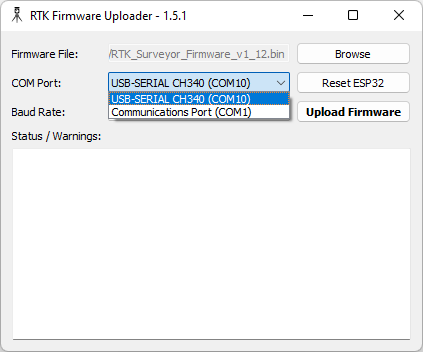 RTK Firmware Uploader - 1.5.1
Firmware File: /RTK_Surveyor_Firmware_v1_12.bin Browse
COM Port: USB-SERIAL CH340 (COM10) Reset ESP32
USB-SERIAL CH340 (COM10)
Baud Rate: Communications Port (COM1) Upload Firmware
Status / Warnings: